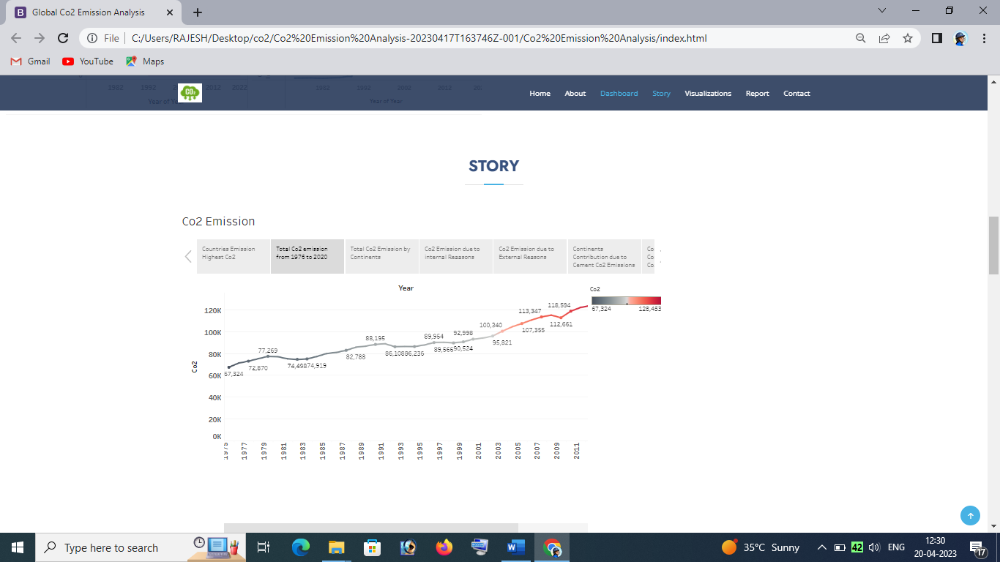 Global Co2 Emission Analysis
File
C:/Users/RAJESH/Desktop/co2/Co2%20Emission%20Analysis-20230417T163746Z-001/Co2%20Emission%20Analysis/index.html
Gmail YouTube Maps
1982 1992 2012 2022 1982 1992 2002 2012
Year of Year of Year
CO₂
Home About Dashboard Story Visualizations Report Contact
STORY
Co2 Emission
Countries Emission
Highest Co2
Total Co2 emission
from 1976 to 2020
Total Co2 Emission by
Continents
Co2 Emission due to
internal Reaasons
Co2 Emission due to
External Reasons
Continents
Contribution due to
Cement Co2 Emissions
Co
Co
Co
Year
Co2
67,324 128,453
120K
100K
80K
60K
40K
20K
0K
Co2
67,324
72,870
77,269
74,498
74,919
82,788
88,195
86,108
86,236
89,954
89,566
92,998
90,524
100,340
95,821
113,347
107,355
118,594
112,661
1975 1977 1979 1981 1983 1985 1987 1989 1991 1993 1995 1997 1999 2001 2003 2005 2007 2009 2011
Type here to search
35°C Sunny
42
ENG
12:30
20-04-2023
17